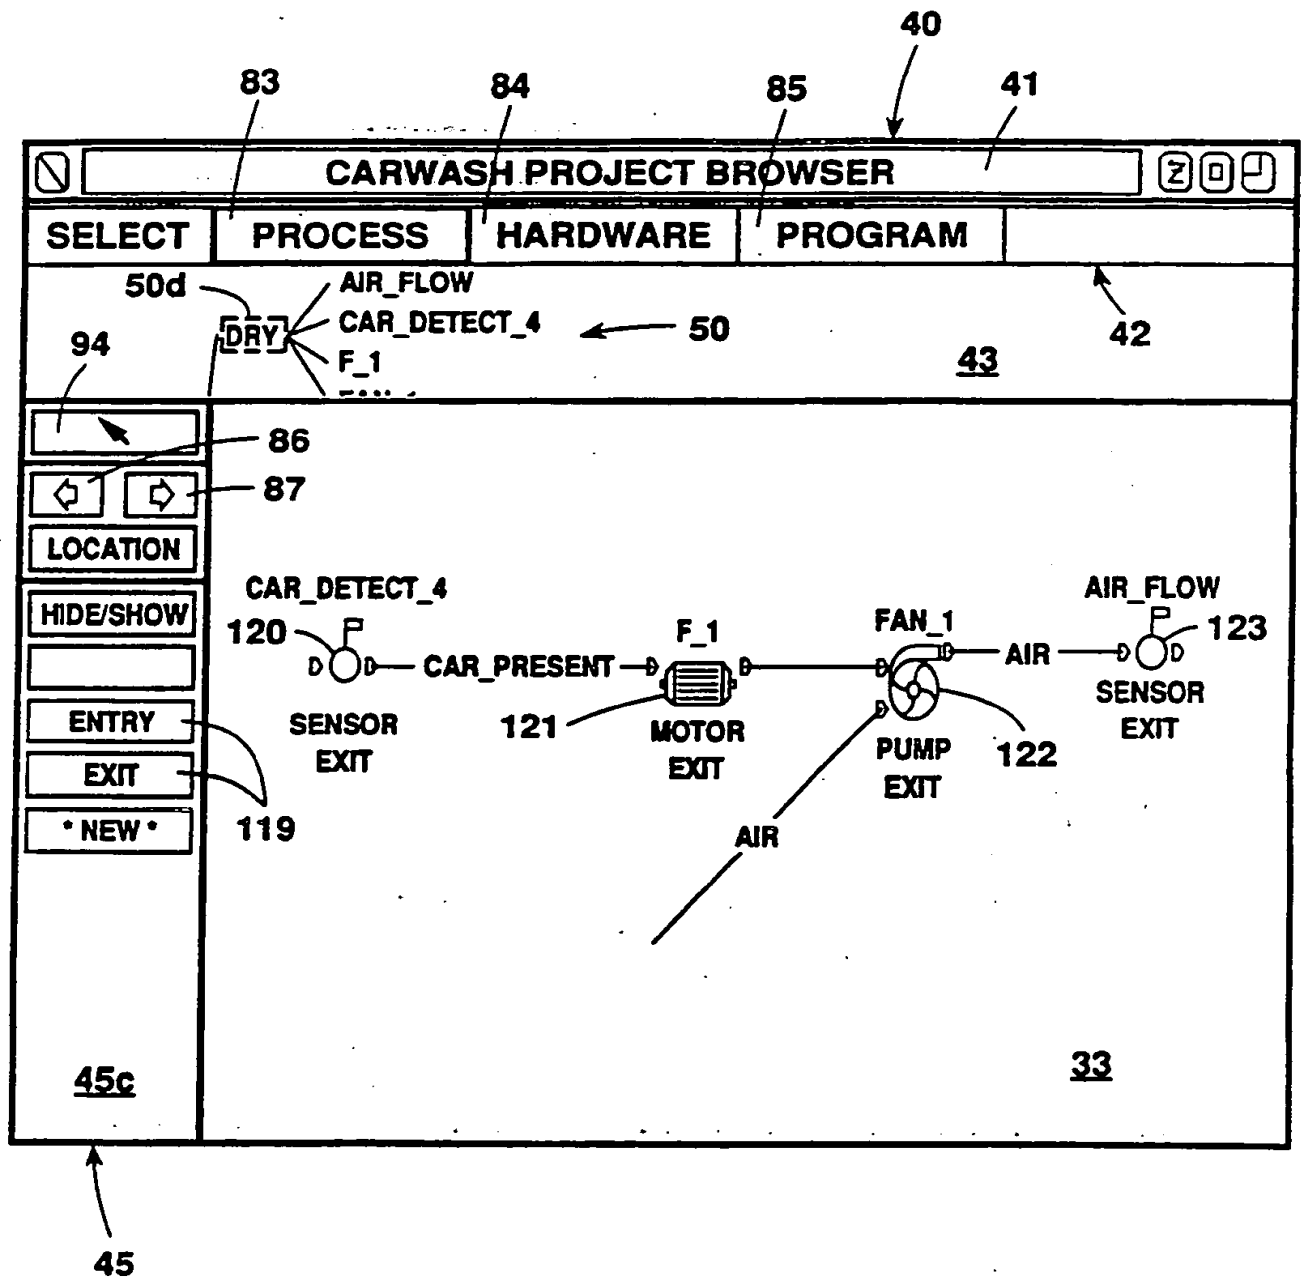 40
83 84 85 41
CARWASH PROJECT BROWSER Z
SELECT PROCESS HARDWARE PROGRAM
50d AIR_FLOW
DRY CAR_DETECT_4 50 42
94 F_1 43
86
87
LOCATION
CAR_DETECT_4 AIR_FLOW
HIDE/SHOW
120 F_1 FAN_1 123
CAR_PRESENT AIR
SENSOR 121 MOTOR PUMP 122 SENSOR
EXIT EXIT EXIT EXIT
ENTRY
EXIT
119
* NEW *
AIR
45c 33
45